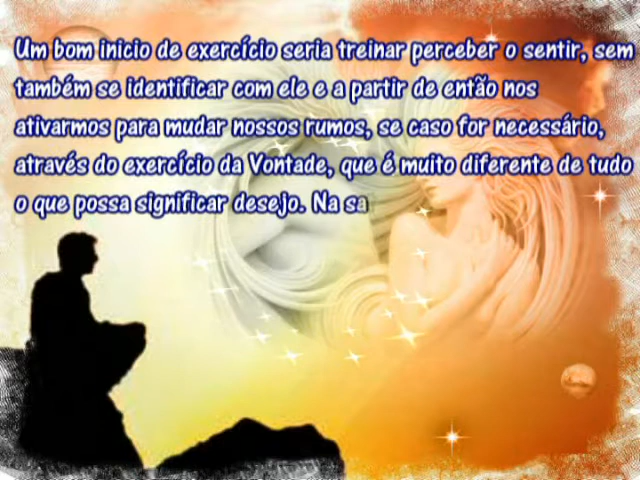 Um bom inicio de exercício seria treinar perceber o sentir, sem
também se identificar com ele e a partir de então nos
ativarmos para mudar nossos rumos, se caso for necessário,
através do exercício da Vontade, que é muito diferente de tudo
o que possa significar desejo. Na sa